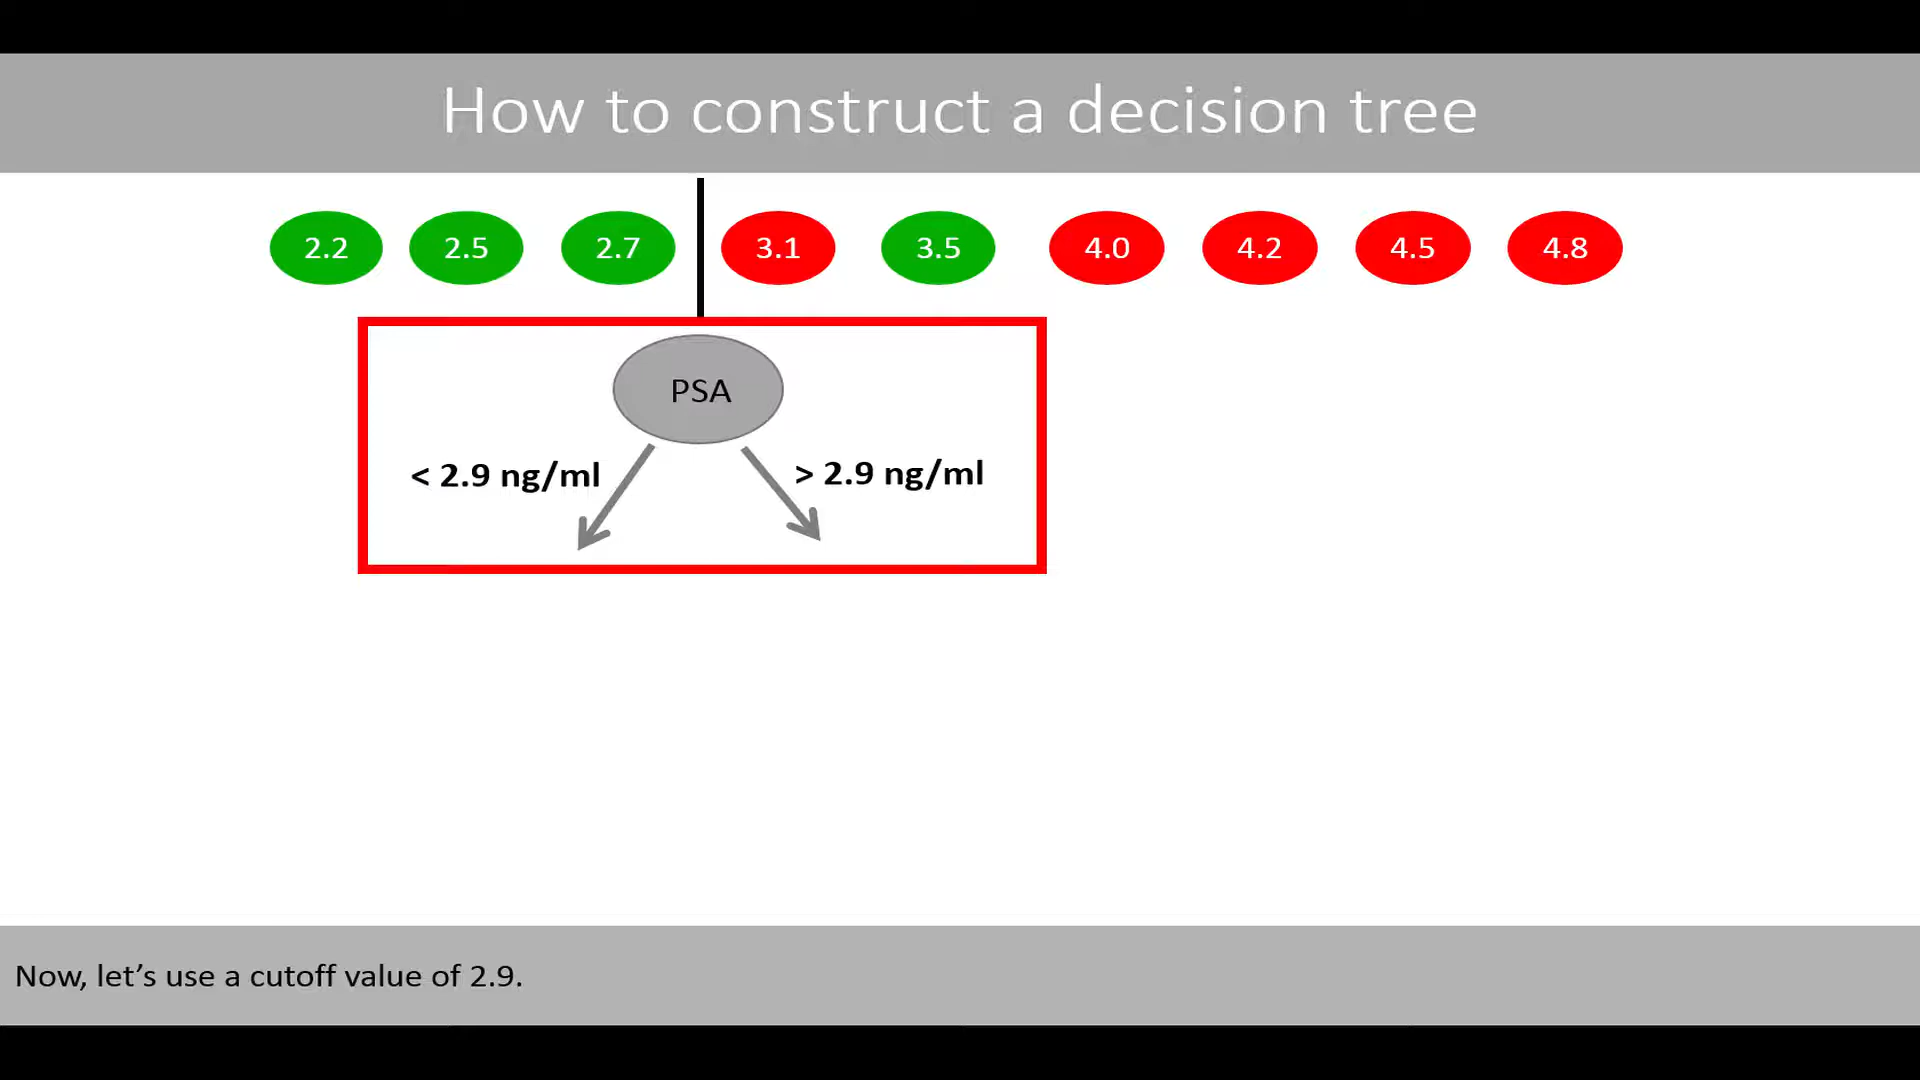 How to construct a decision tree
2.2 2.5 2.7 3.1 3.5 4.0 4.2 4.5 4.8
PSA
< 2.9 ng/ml > 2.9 ng/ml
Now, let’s use a cutoff value of 2.9.